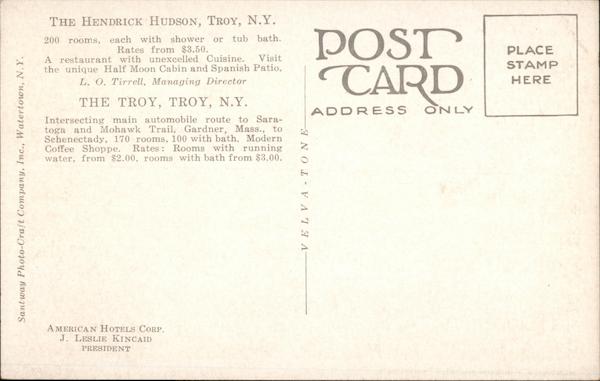 THE HENDRICK HUDSON, TROY, N.Y.
200 rooms, each with shower or tub bath.
Rates from $3.50.
A restaurant with unexcelled Cuisine. Visit
the unique Half Moon Cabin and Spanish Patio.
L. O. Tirrell, Managing Director
THE TROY, TROY, N.Y.
Intersecting main automobile route to Sara-
toga and Mohawk Trail, Gardner, Mass., to
Schenectady, 170 rooms, 100 with bath. Modern
Coffee Shoppe. Rates: Rooms with running
water, from $2.00, rooms with bath from $3.00.
AMERICAN HOTELS CORP.
J. LESLIE KINCAID
PRESIDENT
Santway Photo-Craft Company, Inc., Watertown, N.Y.
VELVA-TONE
POST
CARD
ADDRESS ONLY
PLACE
STAMP
HERE